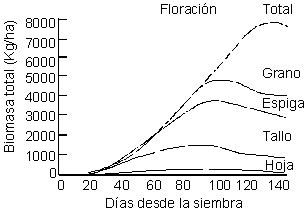 Floración
Total
8000
7000
6000
5000
4000
3000
2000
1000
0
Biomasa total (Kg/ha)
Grano
Espiga
Tallo
Hoja
0 20 40 60 80 100 120 140
Días desde la siembra